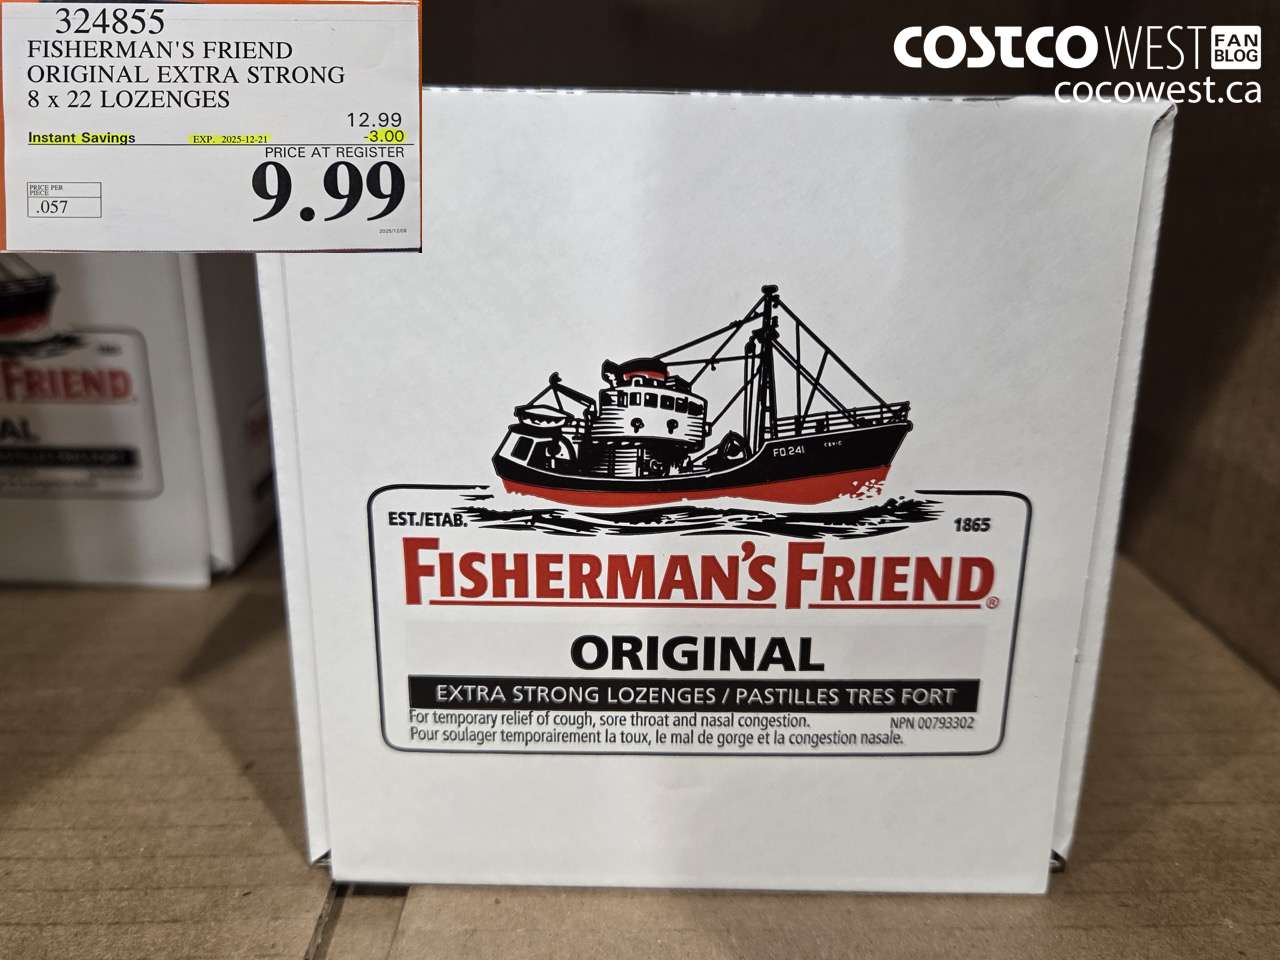 324855
FISHERMAN'S FRIEND
ORIGINAL EXTRA STRONG
8 x 22 LOZENGES
12.99
Instant Savings EXP. 2025-12-21 -3.00
PRICE AT REGISTER
9.99
PRICE PER
PIECE
.057
COSTCO WEST FAN BLOG
cocowest.ca
FRIEND
AL
FD 241
EST./ETAB. 1865
FISHERMAN'S FRIEND®
ORIGINAL
EXTRA STRONG LOZENGES / PASTILLES TRES FORT
For temporary relief of cough, sore throat and nasal congestion. NPN 00793302
Pour soulager temporairement la toux, le mal de gorge et la congestion nasale.